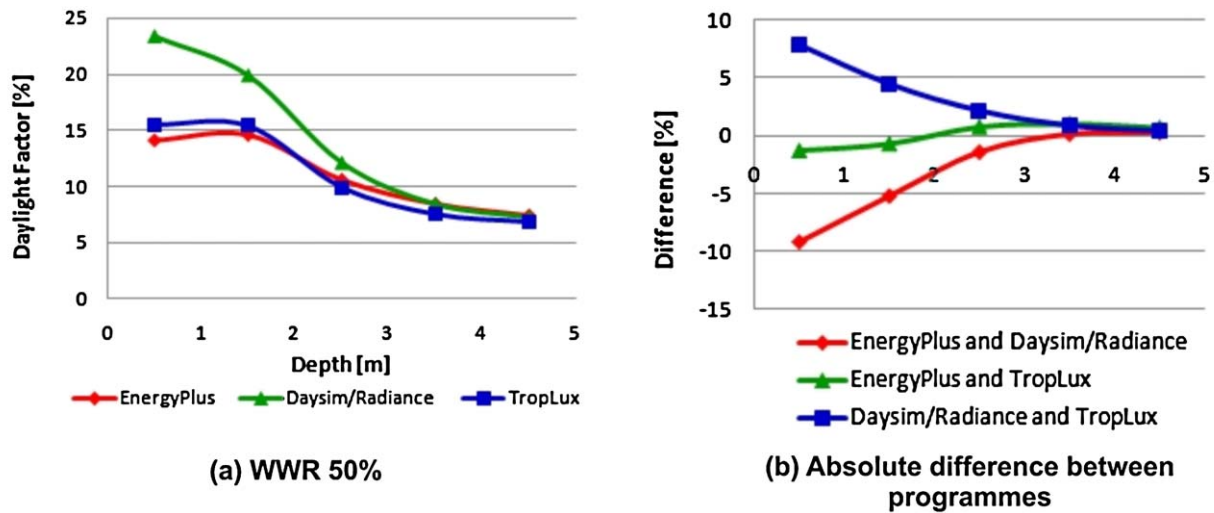 25
20
15
10
5
0
Daylight Factor [%]
0 1 2 3 4 5
Depth [m]
EnergyPlus Daysim/Radiance TropLux
(a) WWR 50%
10
5
0
-5
-10
-15
Difference [%]
0 1 2 3 4 5
EnergyPlus and Daysim/Radiance
EnergyPlus and TropLux
Daysim/Radiance and TropLux
(b) Absolute difference between
programmes